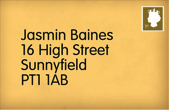 Jasmin Baines
16 High Street
Sunnyfield
PT1 1AB